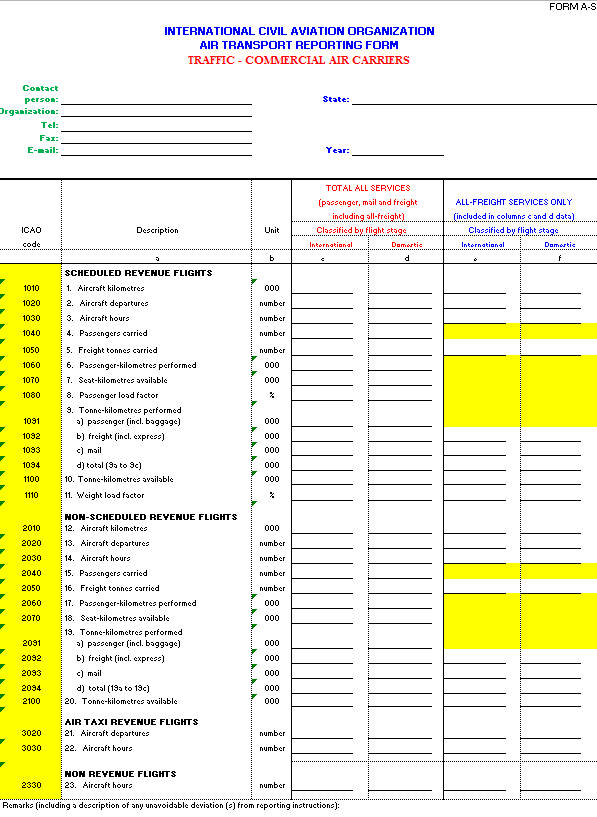 FORM A-S
INTERNATIONAL CIVIL AVIATION ORGANIZATION
AIR TRANSPORT REPORTING FORM
TRAFFIC - COMMERCIAL AIR CARRIERS
Contact
person:
State:
Organization:
Tel:
Fax:
E-mail:
Year:
TOTAL ALL SERVICES
(passenger, mail and freight
including all-freight)
ALL-FREIGHT SERVICES ONLY
(included in columns c and d data)
ICAO
code
Description
Unit
Classified by flight stage
Classified by flight stage
International
Domestic
International
Domestic
a
b
c
d
e
f
SCHEDULED REVENUE FLIGHTS
1010 1. Aircraft kilometres 000
1020 2. Aircraft departures number
1030 3. Aircraft hours number
1040 4. Passengers carried number
1050 5. Freight tonnes carried number
1060 6. Passenger-kilometres performed 000
1070 7. Seat-kilometres available 000
1080 8. Passenger load factor %
9. Tonne-kilometres performed
1091 a) passenger (incl. baggage) 000
1092 b) freight (incl. express) 000
1093 c) mail 000
1094 d) total (9a to 9c) 000
1100 10. Tonne-kilometres available 000
1110 11. Weight load factor %
NON-SCHEDULED REVENUE FLIGHTS
2010 12. Aircraft kilometres 000
2020 13. Aircraft departures number
2030 14. Aircraft hours number
2040 15. Passengers carried number
2050 16. Freight tonnes carried number
2060 17. Passenger-kilometres performed 000
2070 18. Seat-kilometres available 000
19. Tonne-kilometres performed
2091 a) passenger (incl. baggage) 000
2092 b) freight (incl. express) 000
2093 c) mail 000
2094 d) total (19a to 19c) 000
2100 20. Tonne-kilometres available 000
AIR TAXI REVENUE FLIGHTS
3020 21. Aircraft departures number
3030 22. Aircraft hours number
NON REVENUE FLIGHTS
2330 23. Aircraft hours number
Remarks (including a description of any unavoidable deviation (s) from reporting instructions):